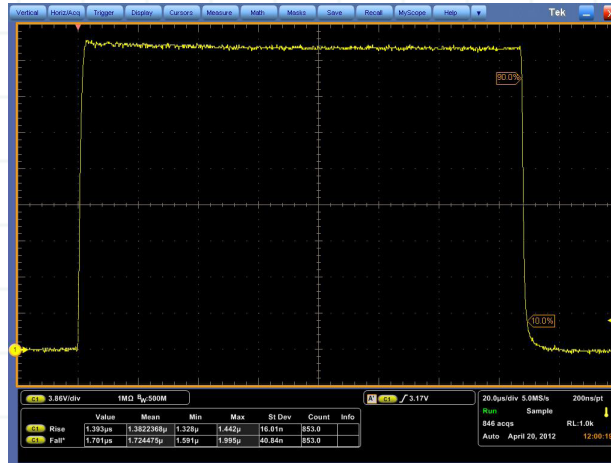 Vertical Horiz/Acq Trigger Display Cursors Measure Math Masks Save Recall MyScope Help Tek X
90.0%
10.0%
1
C1 3.86V/div 1MΩ BW:500M
A' C1 3.17V
20.0μs/div 5.0MS/s 200ns/pt
Run Sample
846 acqs RL:1.0k
Auto April 20, 2012 12:00:19
Value Mean Min Max St Dev Count Info
C1 Rise 1.393μs 1.3822368μ 1.328μ 1.442μ 16.01n 853.0
C1 Fall* 1.701μs 1.724475μ 1.591μ 1.995μ 40.84n 853.0